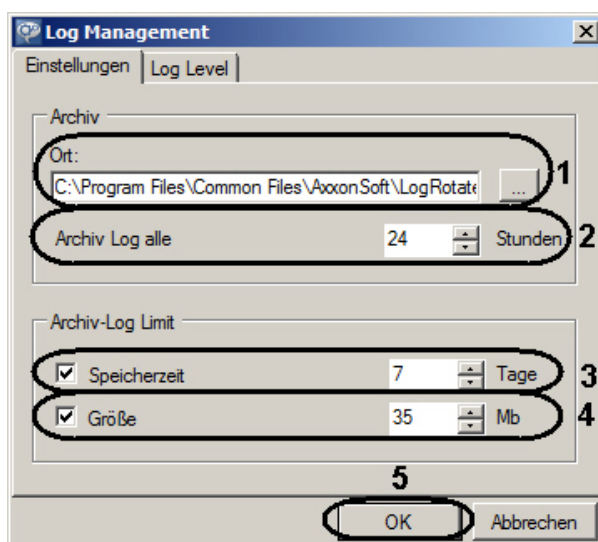 Log Management
Einstellungen Log Level
Archiv
Ort:
C:\Program Files\Common Files\AxxonSoft\LogRotate ... 1
Archiv Log alle 24 Stunden 2
Archiv-Log Limit
Speicherzeit 7 Tage 3
Größe 35 Mb 4
5
OK Abbrechen